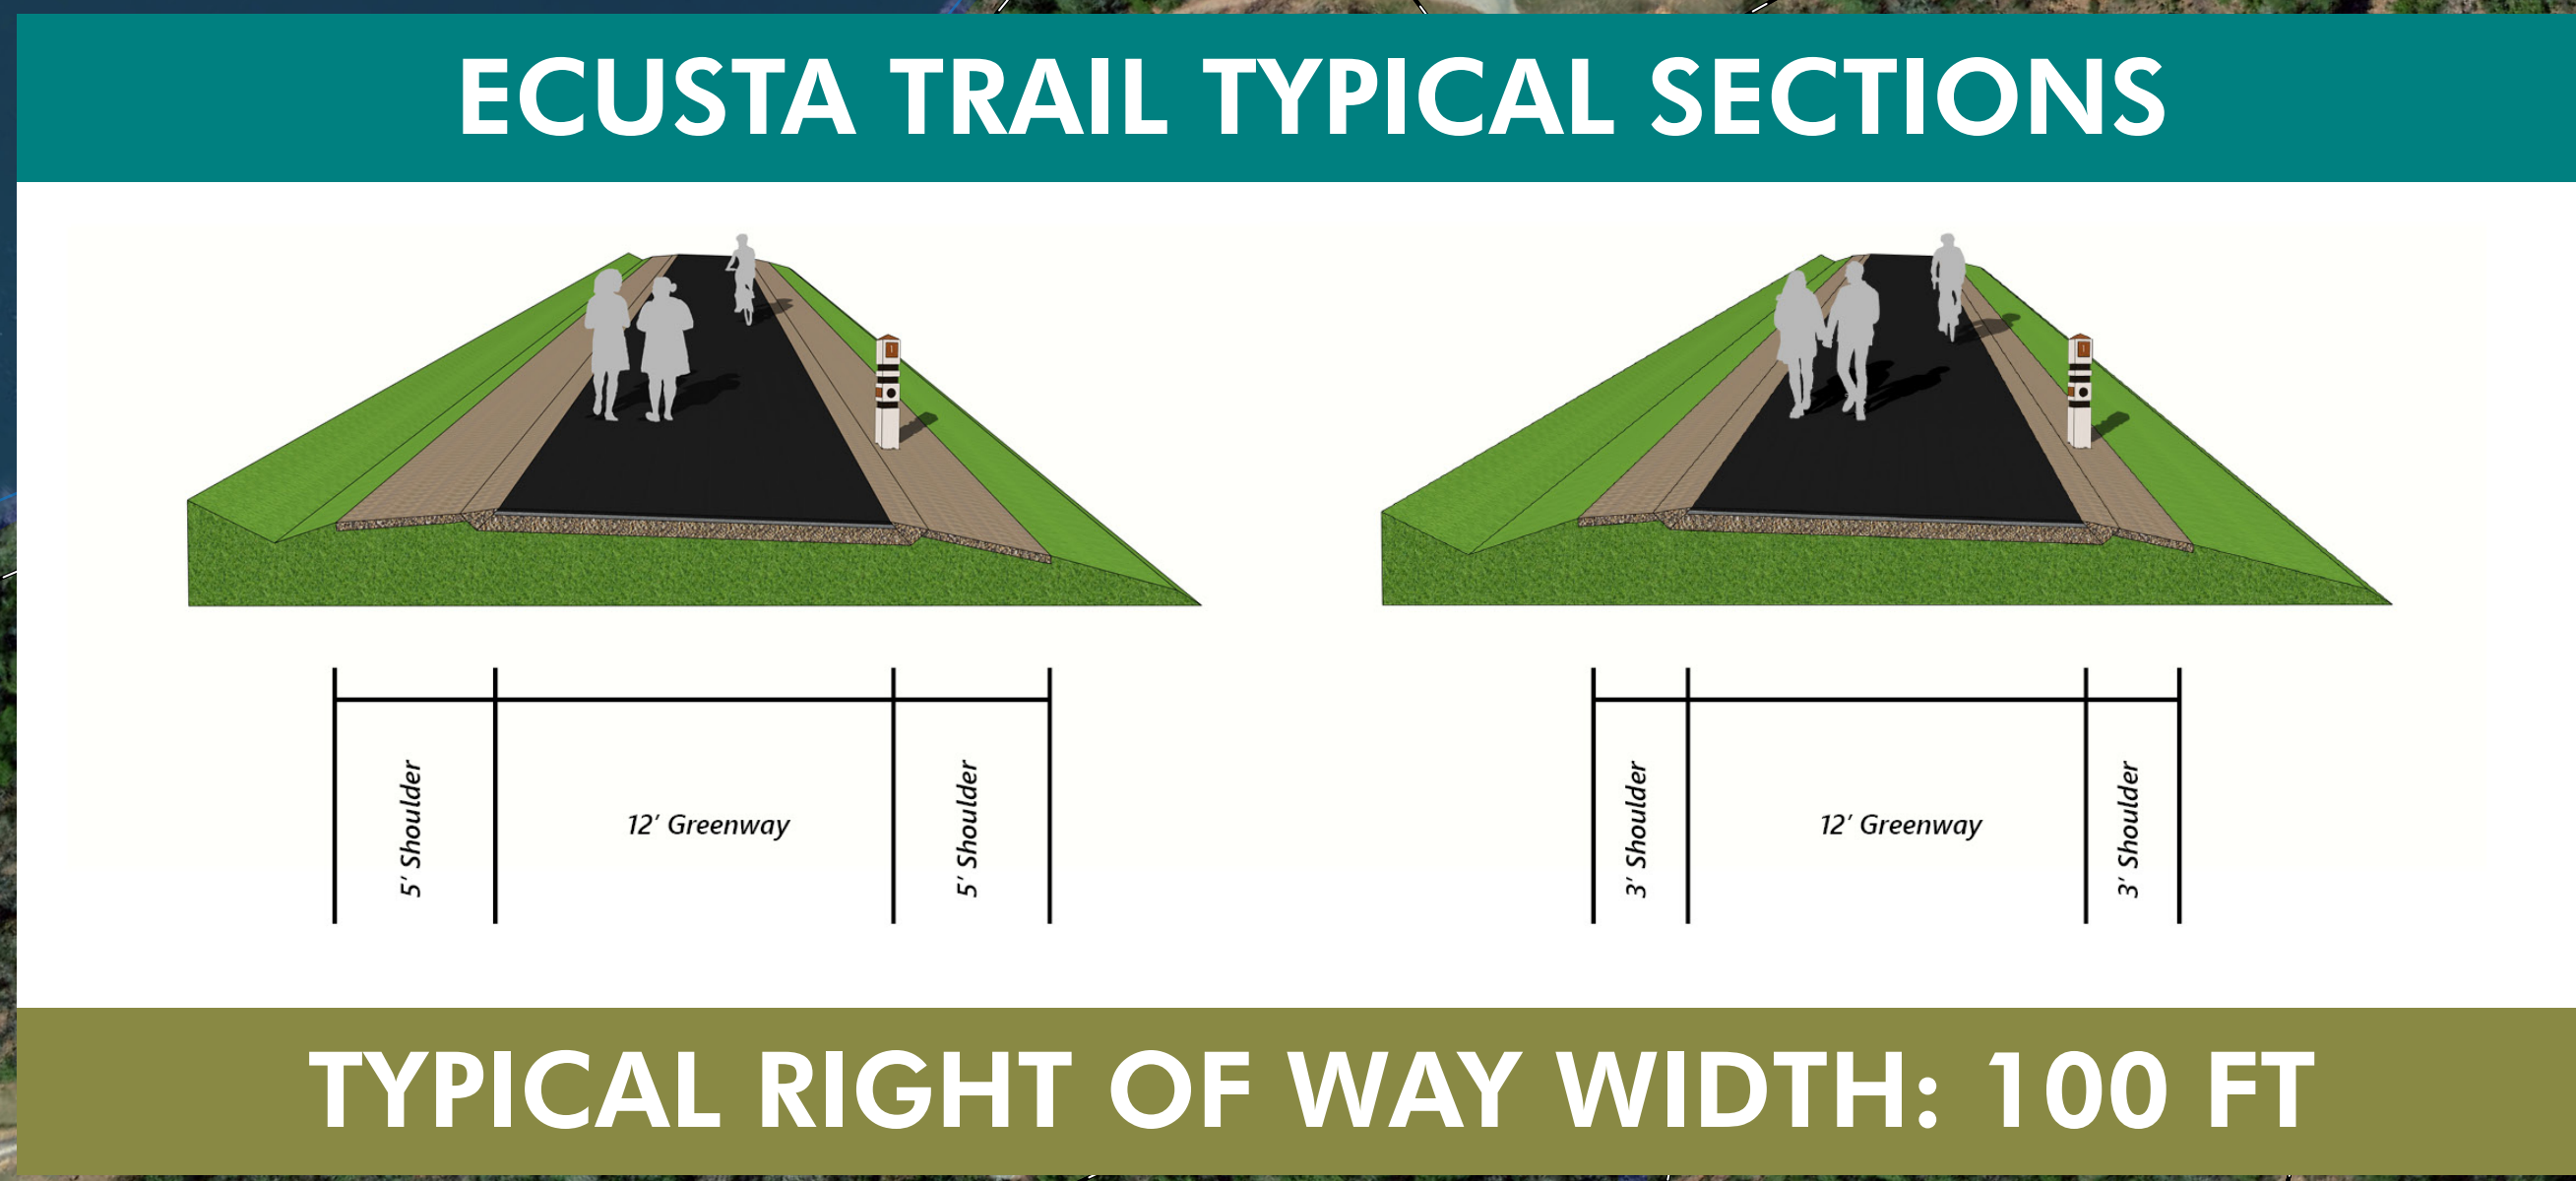 ECUSTA TRAIL TYPICAL SECTIONS
5' Shoulder
12' Greenway
5' Shoulder
3' Shoulder
12' Greenway
3' Shoulder
TYPICAL RIGHT OF WAY WIDTH: 100 FT